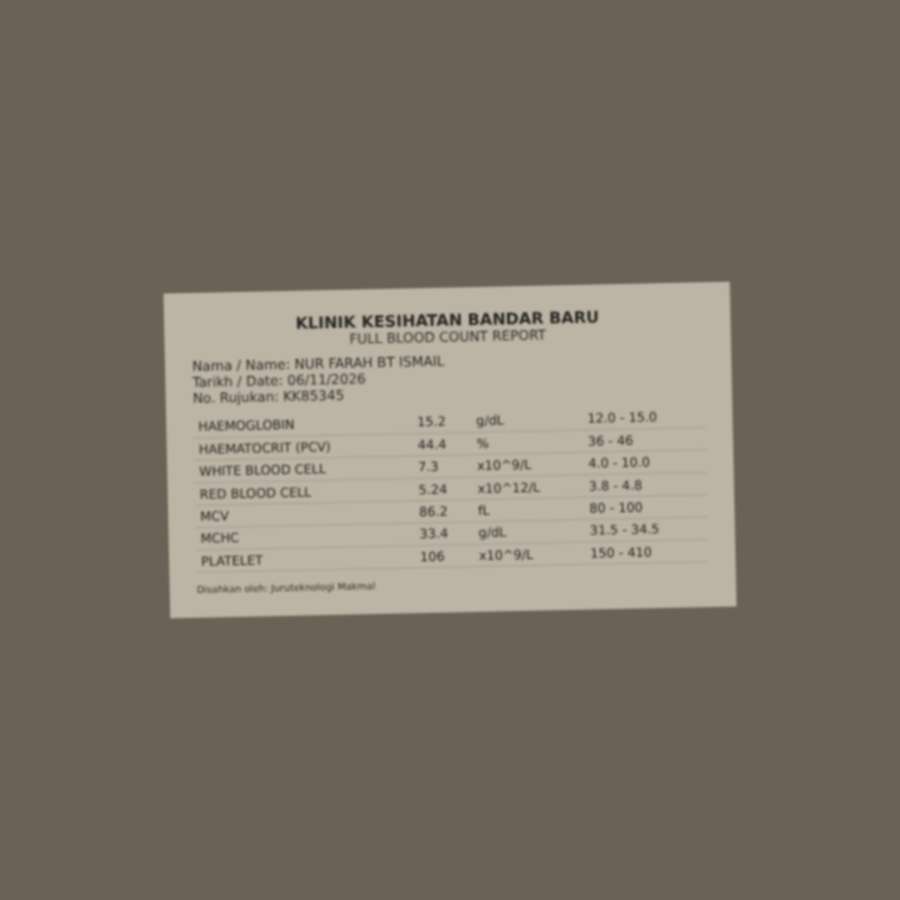 KLINIK KESIHATAN BANDAR BARU
FULL BLOOD COUNT REPORT
Nama / Name: NUR FARAH BT ISMAIL
Tarikh / Date: 06/11/2026
No. Rujukan: KK85345
HAEMOGLOBIN 15.2 g/dL 12.0 - 15.0
HAEMATOCRIT (PCV) 44.4 % 36 - 46
WHITE BLOOD CELL 7.3 x10^9/L 4.0 - 10.0
RED BLOOD CELL 5.24 x10^12/L 3.8 - 4.8
MCV 86.2 fL 80 - 100
MCHC 33.4 g/dL 31.5 - 34.5
PLATELET 106 x10^9/L 150 - 410
Disahkan oleh: Juruteknologi Makmal